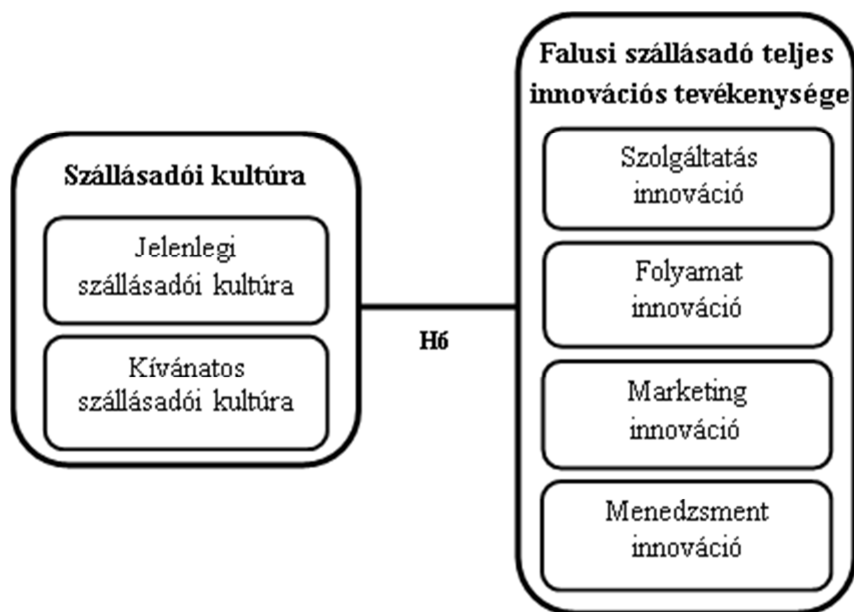 Szállásadói kultúra
Jelenlegi
szállásadói kultúra
Kívánatos
szállásadói kultúra
H6
Falusi szállásadó teljes
innovációs tevékenysége
Szolgáltatás
innováció
Folyamat
innováció
Marketing
innováció
Menedzsment
innováció